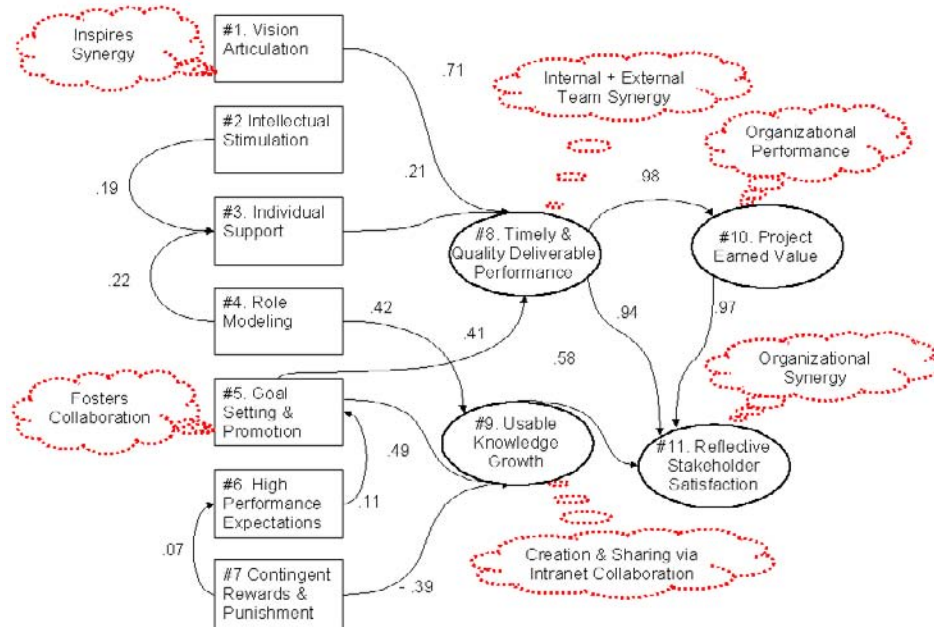 Inspires
Synergy
#1. Vision
Articulation
.71
Internal + External
Team Synergy
#2 Intellectual
Stimulation
Organizational
Performance
.19
.21
.98
#3. Individual
Support
#8. Timely &
Quality Deliverable
Performance
#10. Project
Earned Value
.22
#4. Role
Modeling
.42
.94
.97
.41
.58
Organizational
Synergy
Fosters
Collaboration
#5. Goal
Setting &
Promotion
#9. Usable
Knowledge
Growth
#11. Reflective
Stakeholder
Satisfaction
.49
#6. High
Performance
Expectations
.11
.07
Creation & Sharing via
Intranet Collaboration
#7 Contingent
Rewards &
Punishment
- .39